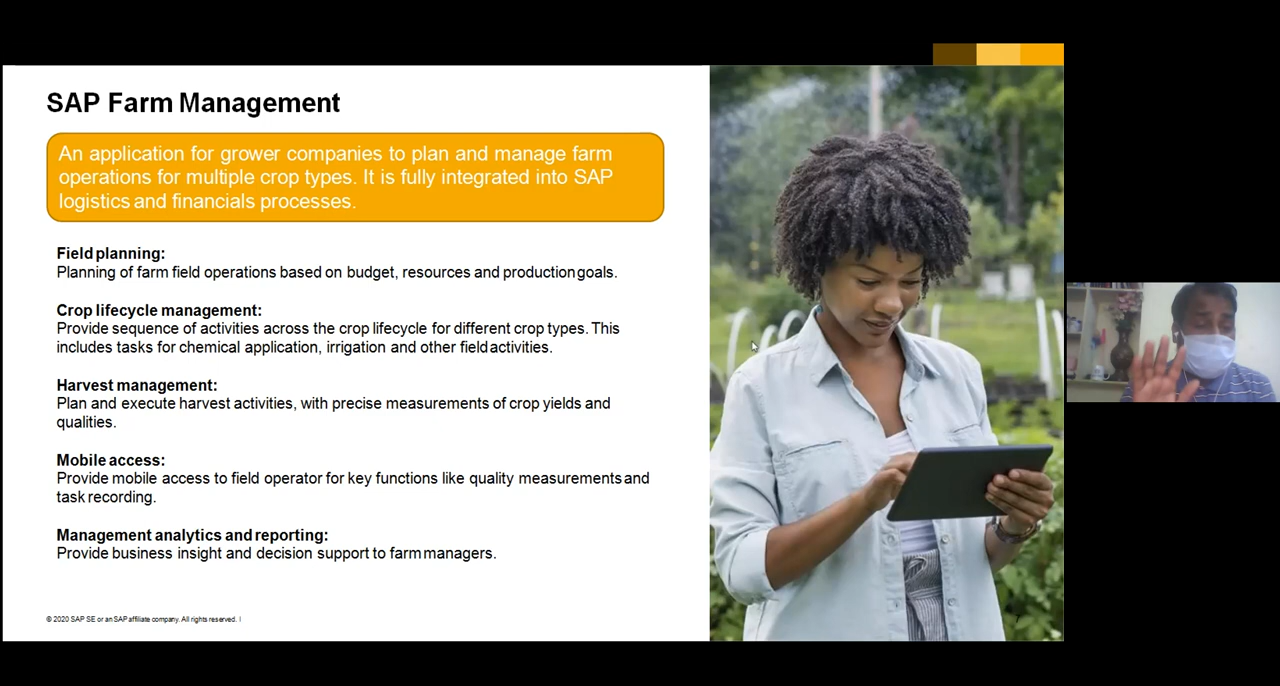 SAP Farm Management
An application for grower companies to plan and manage farm
operations for multiple crop types. It is fully integrated into SAP
logistics and financials processes.
Field planning:
Planning of farm field operations based on budget, resources and production goals.
Crop lifecycle management:
Provide sequence of activities across the crop lifecycle for different crop types. This
includes tasks for chemical application, irrigation and other field activities.
Harvest management:
Plan and execute harvest activities, with precise measurements of crop yields and
qualities.
Mobile access:
Provide mobile access to field operator for key functions like quality measurements and
task recording.
Management analytics and reporting:
Provide business insight and decision support to farm managers.
© 2020 SAP SE or an SAP affiliate company. All rights reserved. |
7